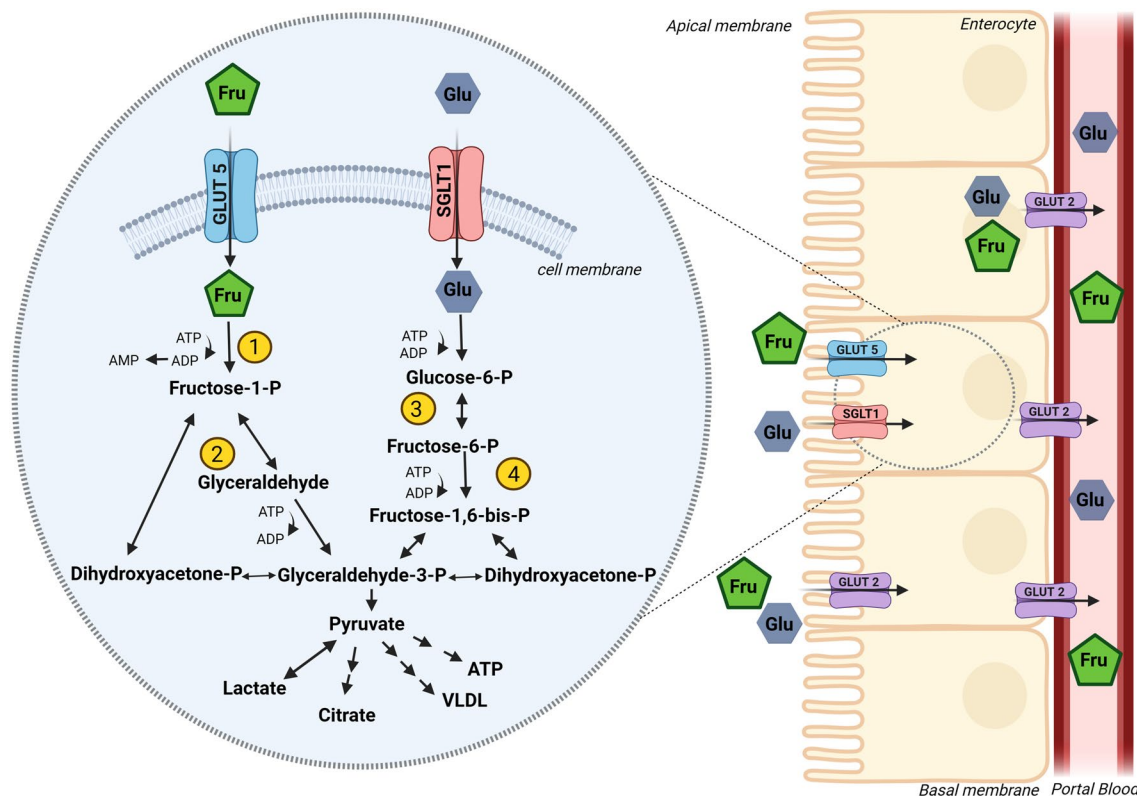 Fru
Glu
GLUT 5
SGLT1
cell membrane
Fru
Glu
ATP
ADP
AMP
1
Fructose-1-P
ATP
ADP
Glucose-6-P
3
Fructose-6-P
2
Glyceraldehyde
ATP
ADP
4
Fructose-1,6-bis-P
ATP
ADP
Dihydroxyacetone-P
Glyceraldehyde-3-P
Dihydroxyacetone-P
Pyruvate
Lactate
Citrate
VLDL
ATP
Apical membrane
Enterocyte
Glu
Glu
Fru
GLUT 2
Fru
Fru
GLUT 5
Glu
SGLT1
GLUT 2
Glu
Fru
Glu
GLUT 2
GLUT 2
Fru
Basal membrane
Portal Blood